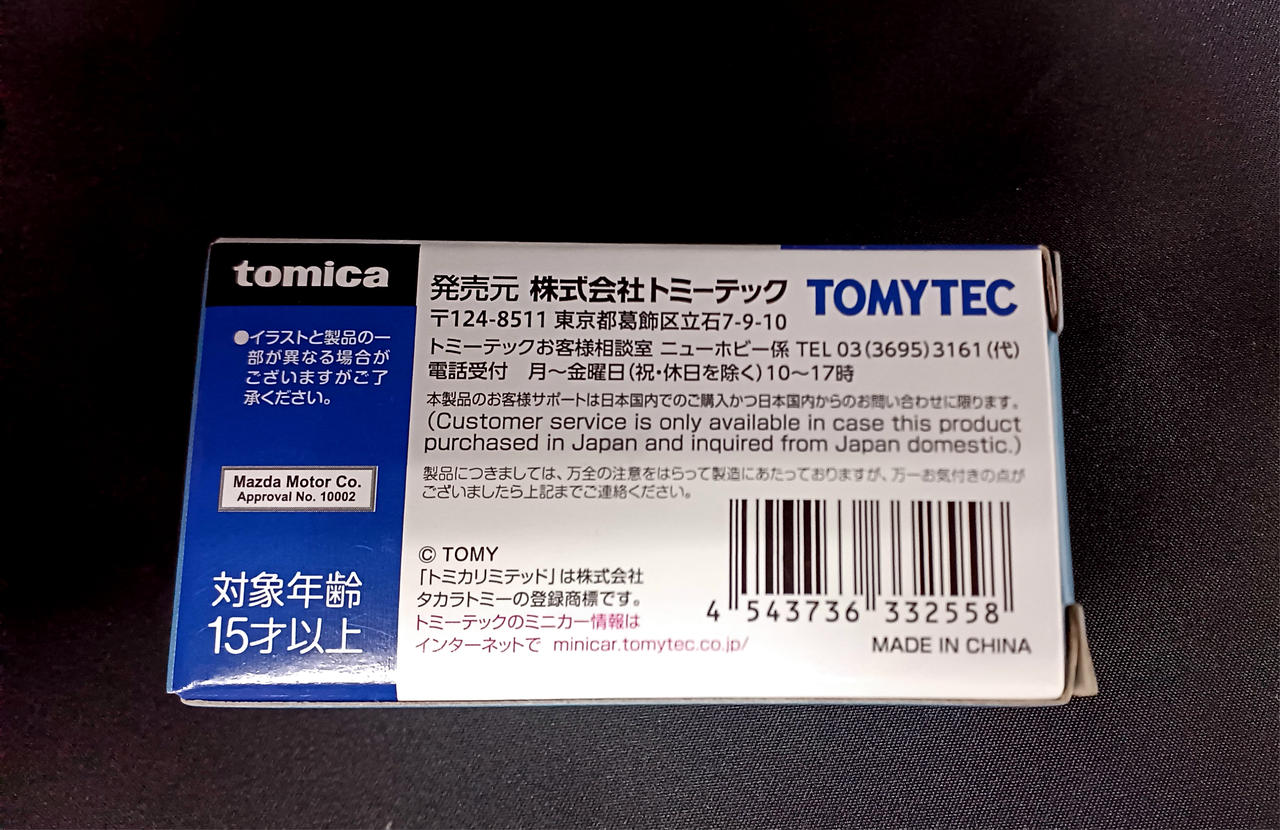 tomica
●イラストと製品の一
部が異なる場合が
ございますがご了
承ください。
Mazda Motor Co.
Approval No. 10002
対象年齢
15才以上
発売元 株式会社トミーテック TOMYTEC
〒124-8511 東京都葛飾区立石7-9-10
トミーテックお客様相談室 ニューホビー係 TEL 03(3695)3161(代)
電話受付 月〜金曜日(祝・休日を除く)10〜17時
本製品のお客様サポートは日本国内でのご購入かつ日本国内からのお問い合わせに限ります。
(Customer service is only available in case this product
purchased in Japan and inquired from Japan domestic.)
製品につきましては、万全の注意をはらって製造にあたっておりますが、万一お気付きの点が
ございましたら上記までご連絡ください。
© TOMY
「トミカリミテッド」は株式会社
タカラトミーの登録商標です。
トミーテックのミニカー情報は
インターネットで minicar.tomytec.co.jp/
4 543736 332558
MADE IN CHINA